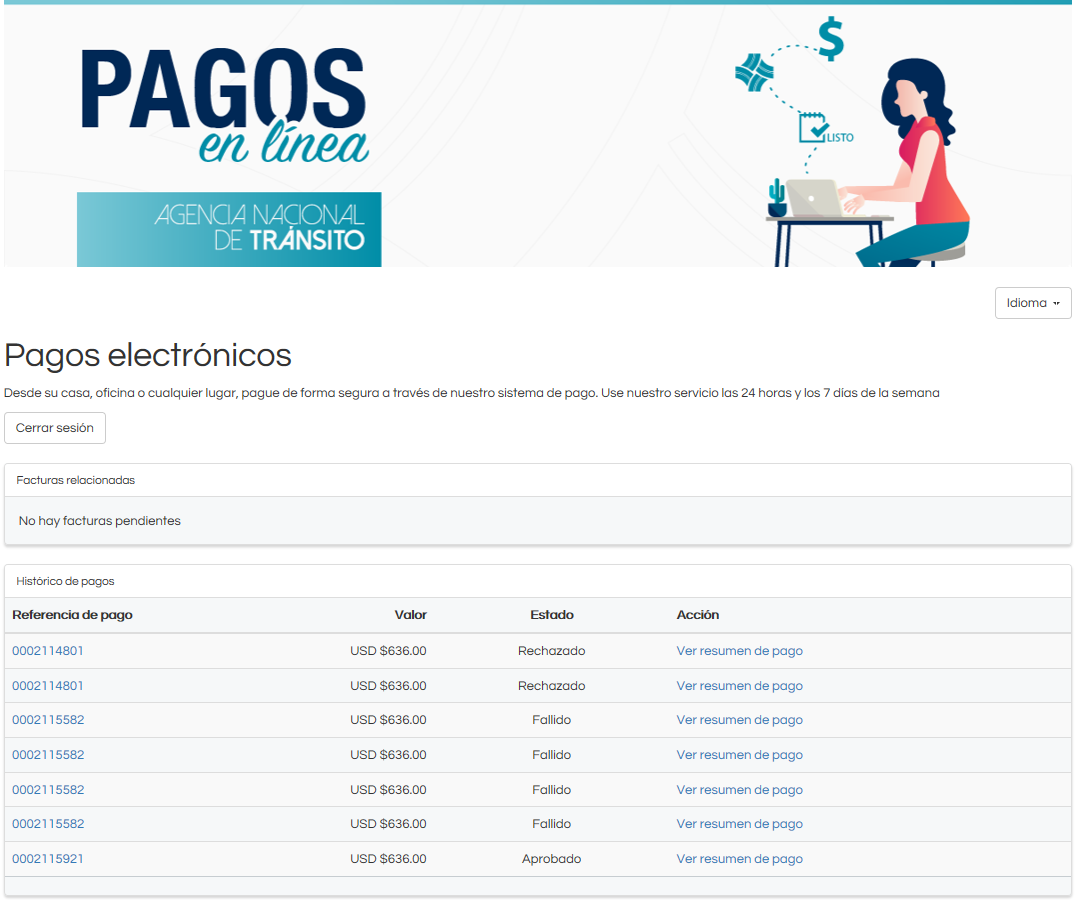 PAGOS
en línea
AGENCIA NACIONAL
DE TRÁNSITO
$
LISTO
Idioma
Pagos electrónicos
Desde su casa, oficina o cualquier lugar, pague de forma segura a través de nuestro sistema de pago. Use nuestro servicio las 24 horas y los 7 días de la semana
Cerrar sesión
Facturas relacionadas
No hay facturas pendientes
Histórico de pagos
Referencia de pago Valor Estado Acción
0002114801 USD $636.00 Rechazado Ver resumen de pago
0002114801 USD $636.00 Rechazado Ver resumen de pago
0002115582 USD $636.00 Fallido Ver resumen de pago
0002115582 USD $636.00 Fallido Ver resumen de pago
0002115582 USD $636.00 Fallido Ver resumen de pago
0002115582 USD $636.00 Fallido Ver resumen de pago
0002115921 USD $636.00 Aprobado Ver resumen de pago